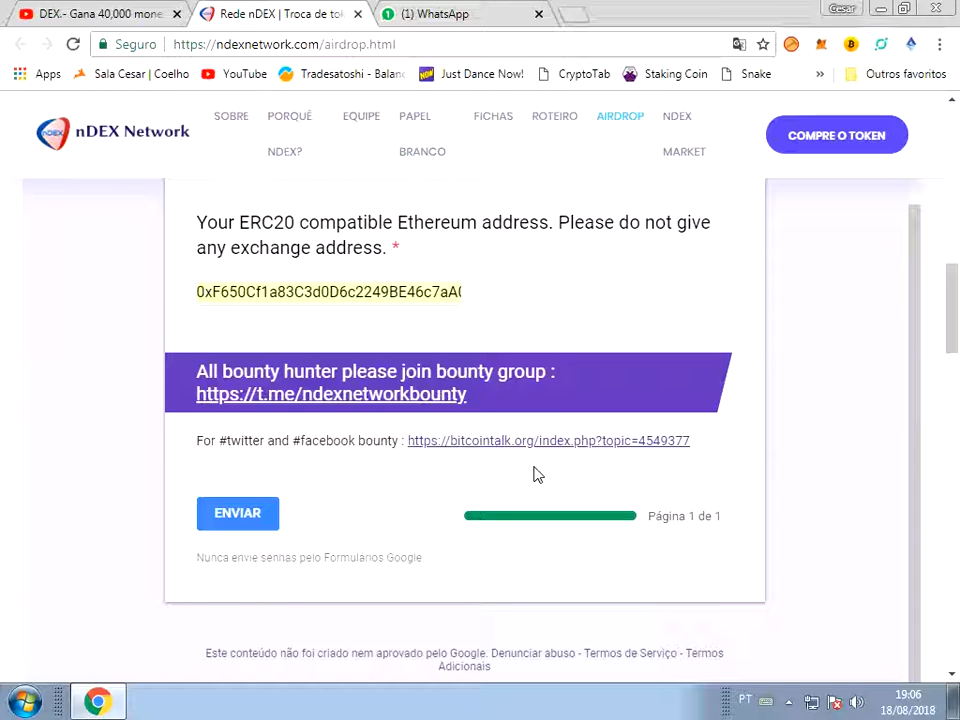 DEX.- Gana 40,000 mone
Rede nDEX | Troca de to
(1) WhatsApp
Cesar
Seguro
https://ndexnetwork.com/airdrop.html
Apps
Sala Cesar | Coelho
YouTube
Tradesatoshi - Balan
Just Dance Now!
CryptoTab
Staking Coin
Snake
»
Outros favoritos
nDEX Network
SOBRE
PORQUÊ NDEX?
EQUIPE
PAPEL BRANCO
FICHAS
ROTEIRO
AIRDROP
NDEX MARKET
COMPRE O TOKEN
Your ERC20 compatible Ethereum address. Please do not give
any exchange address. *
0xF650Cf1a83C3d0D6c2249BE46c7aA
All bounty hunter please join bounty group :
https://t.me/ndexnetworkbounty
For #twitter and #facebook bounty : https://bitcointalk.org/index.php?topic=4549377
ENVIAR
Página 1 de 1
Nunca envie senhas pelo Formulários Google
Este conteúdo não foi criado nem aprovado pelo Google. Denunciar abuso - Termos de Serviço - Termos
Adicionais
PT
19:06
18/08/2018